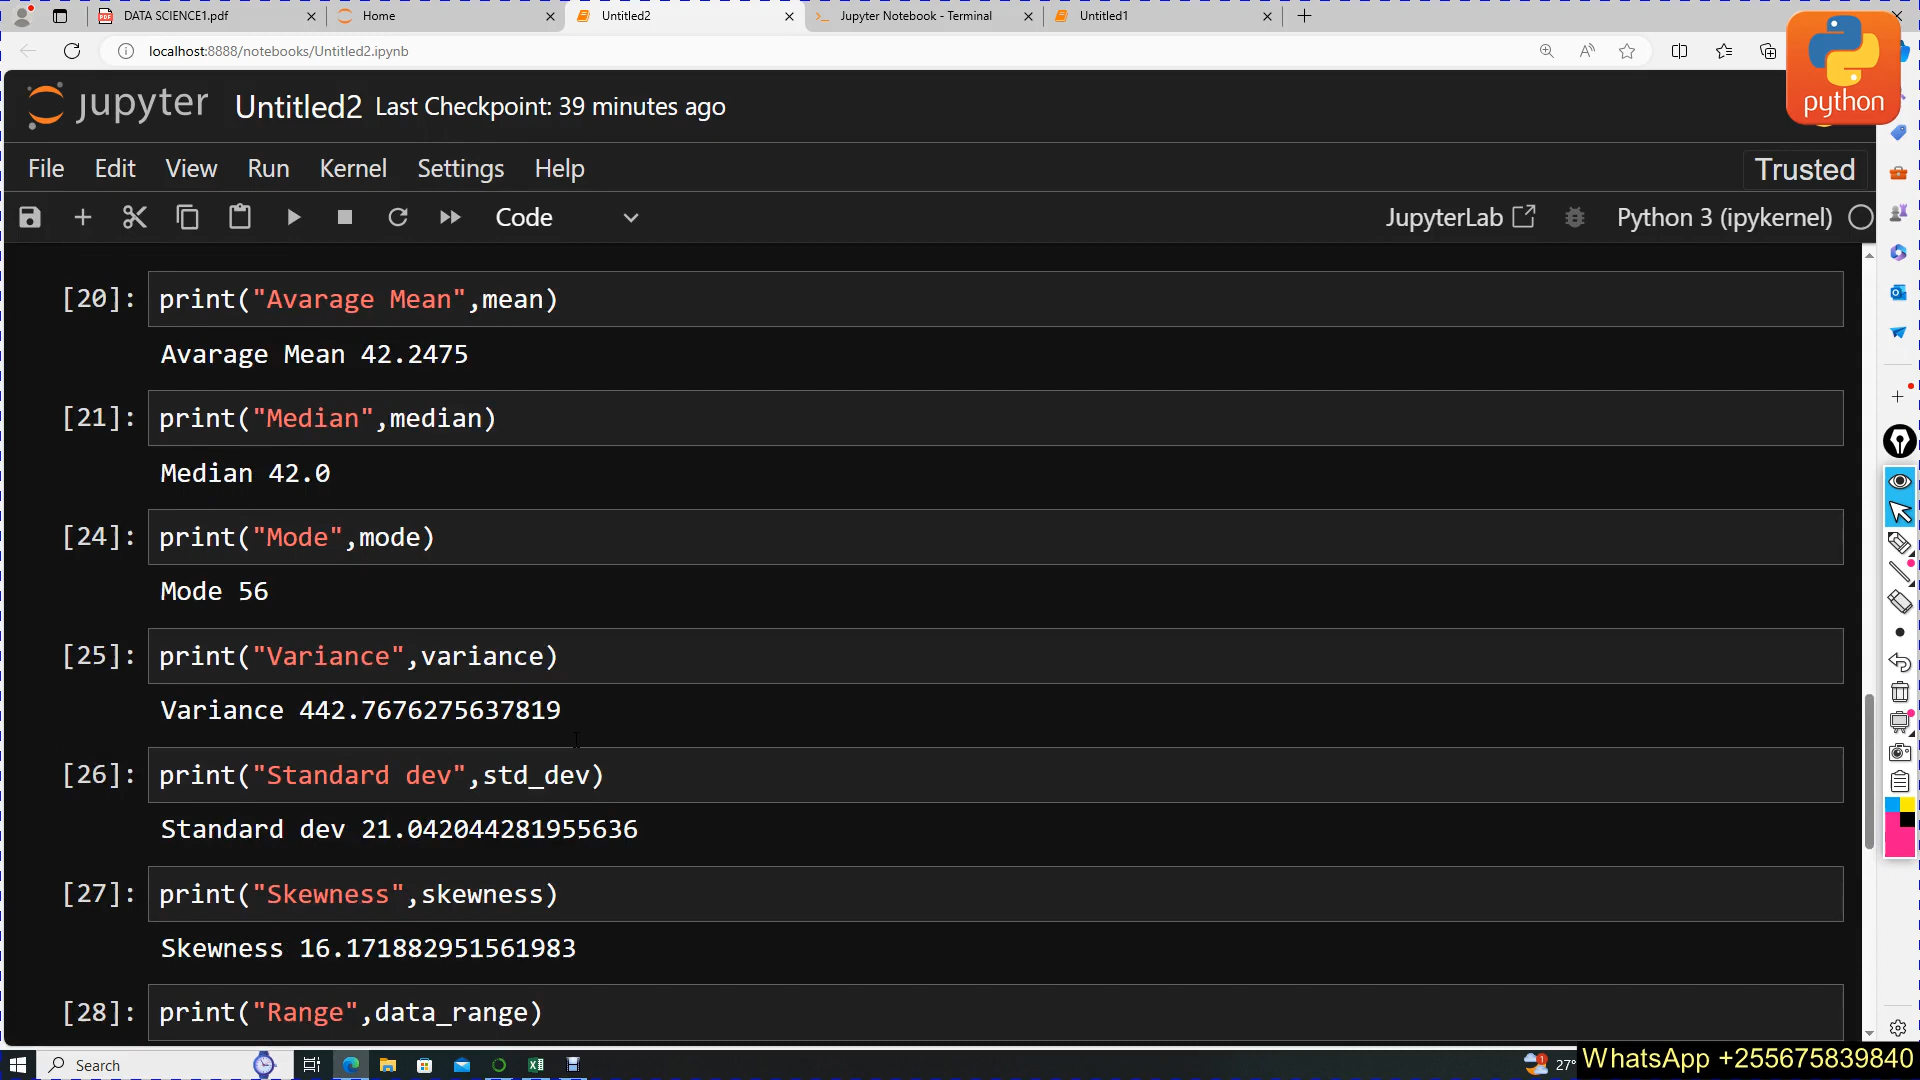 DATA SCIENCE1.pdf
Home
Untitled2
Jupyter Notebook - Terminal
Untitled1
localhost:8888/notebooks/Untitled2.ipynb
python
jupyter Untitled2 Last Checkpoint: 39 minutes ago
File Edit View Run Kernel Settings Help
Trusted
Code
JupyterLab
Python 3 (ipykernel)
[20]: print("Avarage Mean",mean)
Avarage Mean 42.2475
[21]: print("Median",median)
Median 42.0
[24]: print("Mode",mode)
Mode 56
[25]: print("Variance",variance)
Variance 442.7676275637819
[26]: print("Standard dev",std_dev)
Standard dev 21.042044281955636
[27]: print("Skewness",skewness)
Skewness 16.171882951561983
[28]: print("Range",data_range)
Search
27°
WhatsApp +255675839840